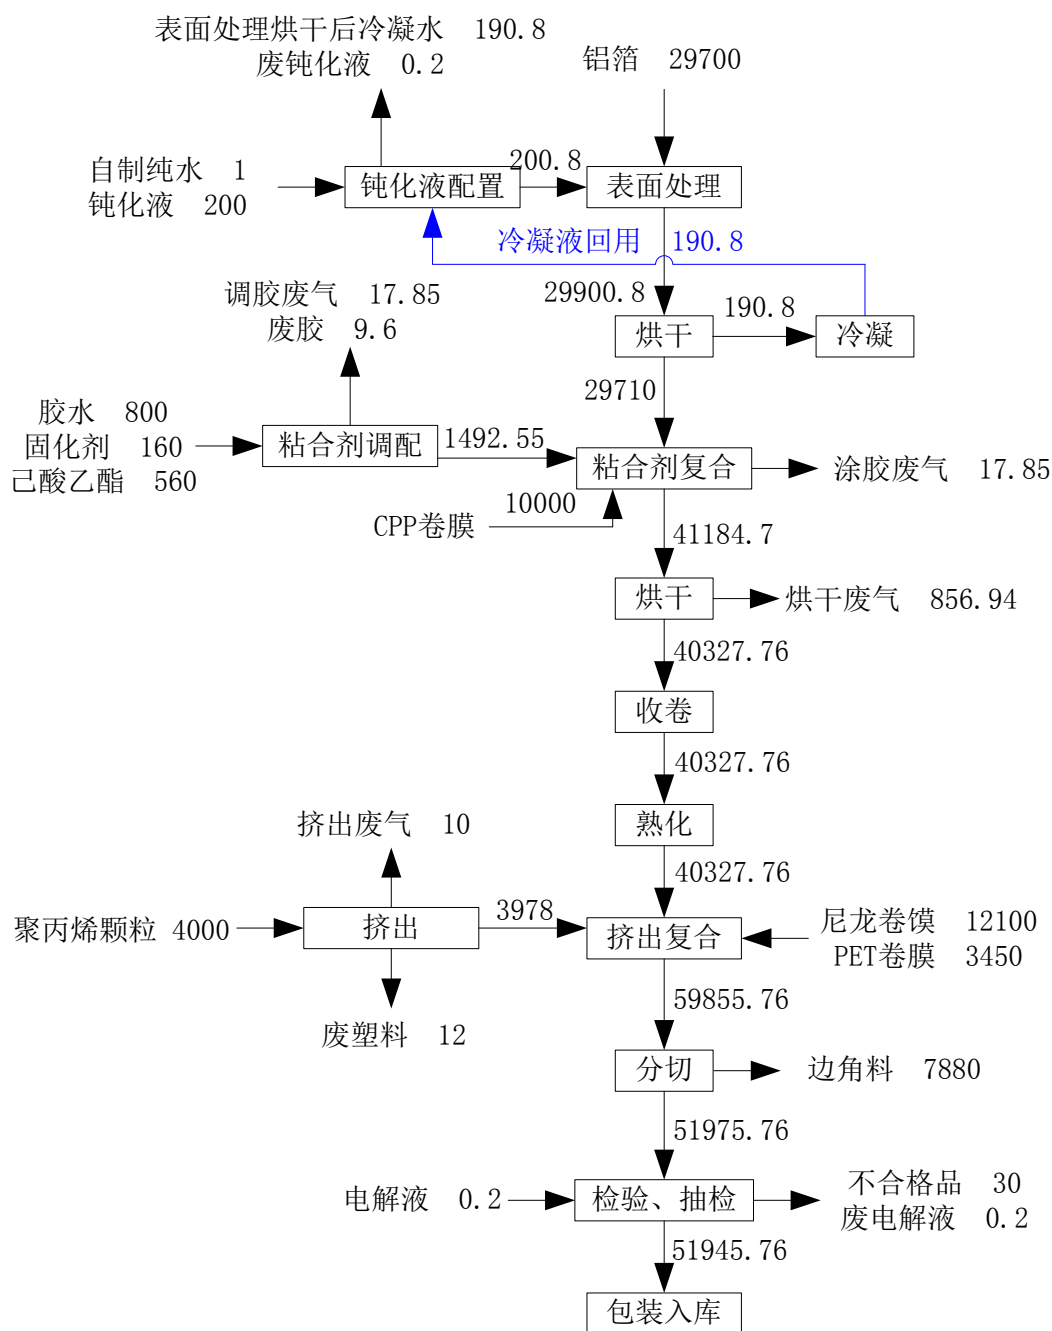 表面处理烘干后冷凝水 190.8
废钝化液 0.2
铝箔 29700
自制纯水 1
钝化液 200
钝化液配置
200.8
表面处理
冷凝液回用 190.8
调胶废气 17.85
废胶 9.6
29900.8
烘干
190.8
冷凝
29710
胶水 800
固化剂 160
己酸乙酯 560
粘合剂调配
1492.55
粘合剂复合
涂胶废气 17.85
CPP卷膜
10000
41184.7
烘干
烘干废气 856.94
40327.76
收卷
40327.76
熟化
挤出废气 10
40327.76
聚丙烯颗粒 4000
挤出
3978
挤出复合
尼龙卷馍 12100
PET卷膜 3450
废塑料 12
59855.76
分切
边角料 7880
51975.76
电解液 0.2
检验、抽检
不合格品 30
废电解液 0.2
51945.76
包装入库